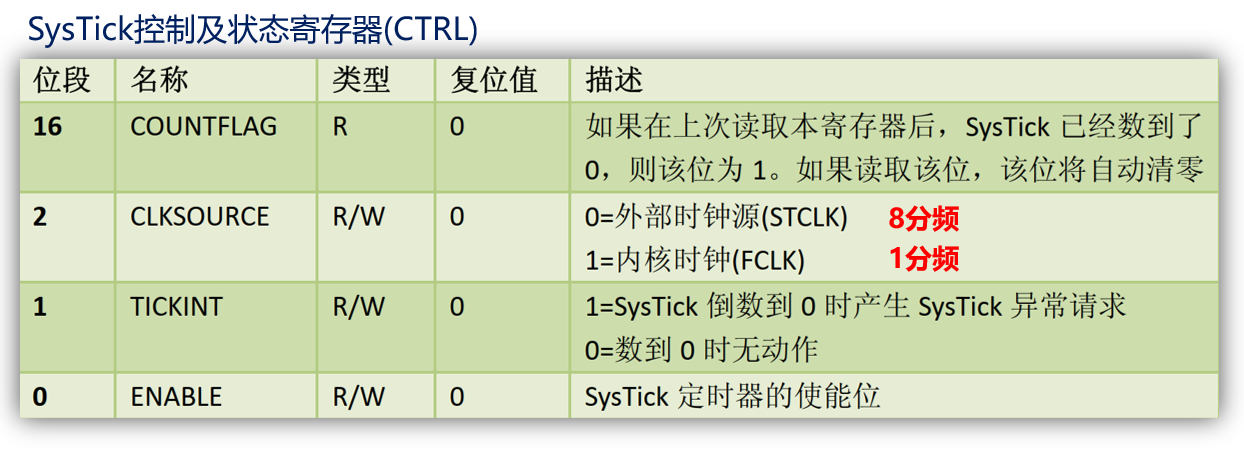 SysTick控制及状态寄存器(CTRL)
位段 名称 类型 复位值 描述
16 COUNTFLAG R 0 如果在上次读取本寄存器后，SysTick 已经数到了
0，则该位为 1。如果读取该位，该位将自动清零
2 CLKSOURCE R/W 0 0=外部时钟源(STCLK) 8分频
1=内核时钟(FCLK) 1分频
1 TICKINT R/W 0 1=SysTick 倒数到 0 时产生 SysTick 异常请求
0=数到 0 时无动作
0 ENABLE R/W 0 SysTick 定时器的使能位